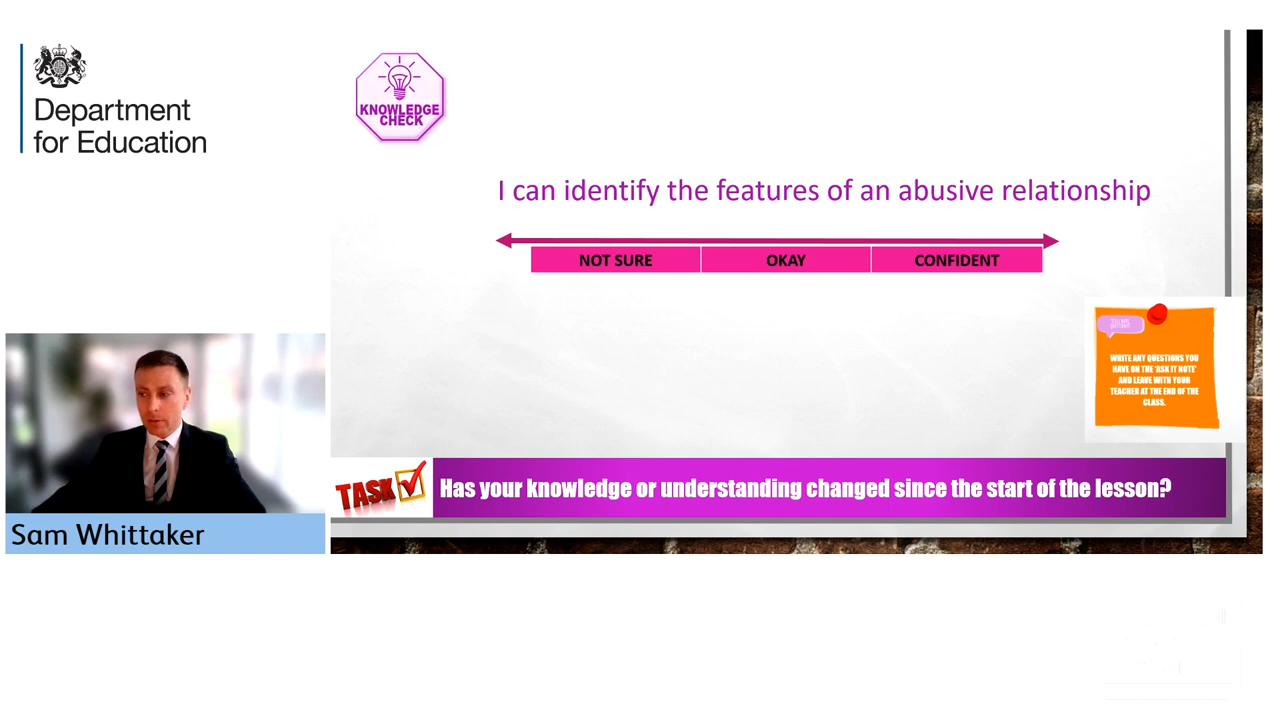 Department
for Education
KNOWLEDGE
CHECK
I can identify the features of an abusive relationship
NOT SURE
OKAY
CONFIDENT
WRITE ANY QUESTIONS YOU
HAVE ON THE 'ASK IT NOTE'
AND LEAVE WITH YOUR
TEACHER AT THE END OF THE
CLASS.
TASK
Has your knowledge or understanding changed since the start of the lesson?
Sam Whittaker